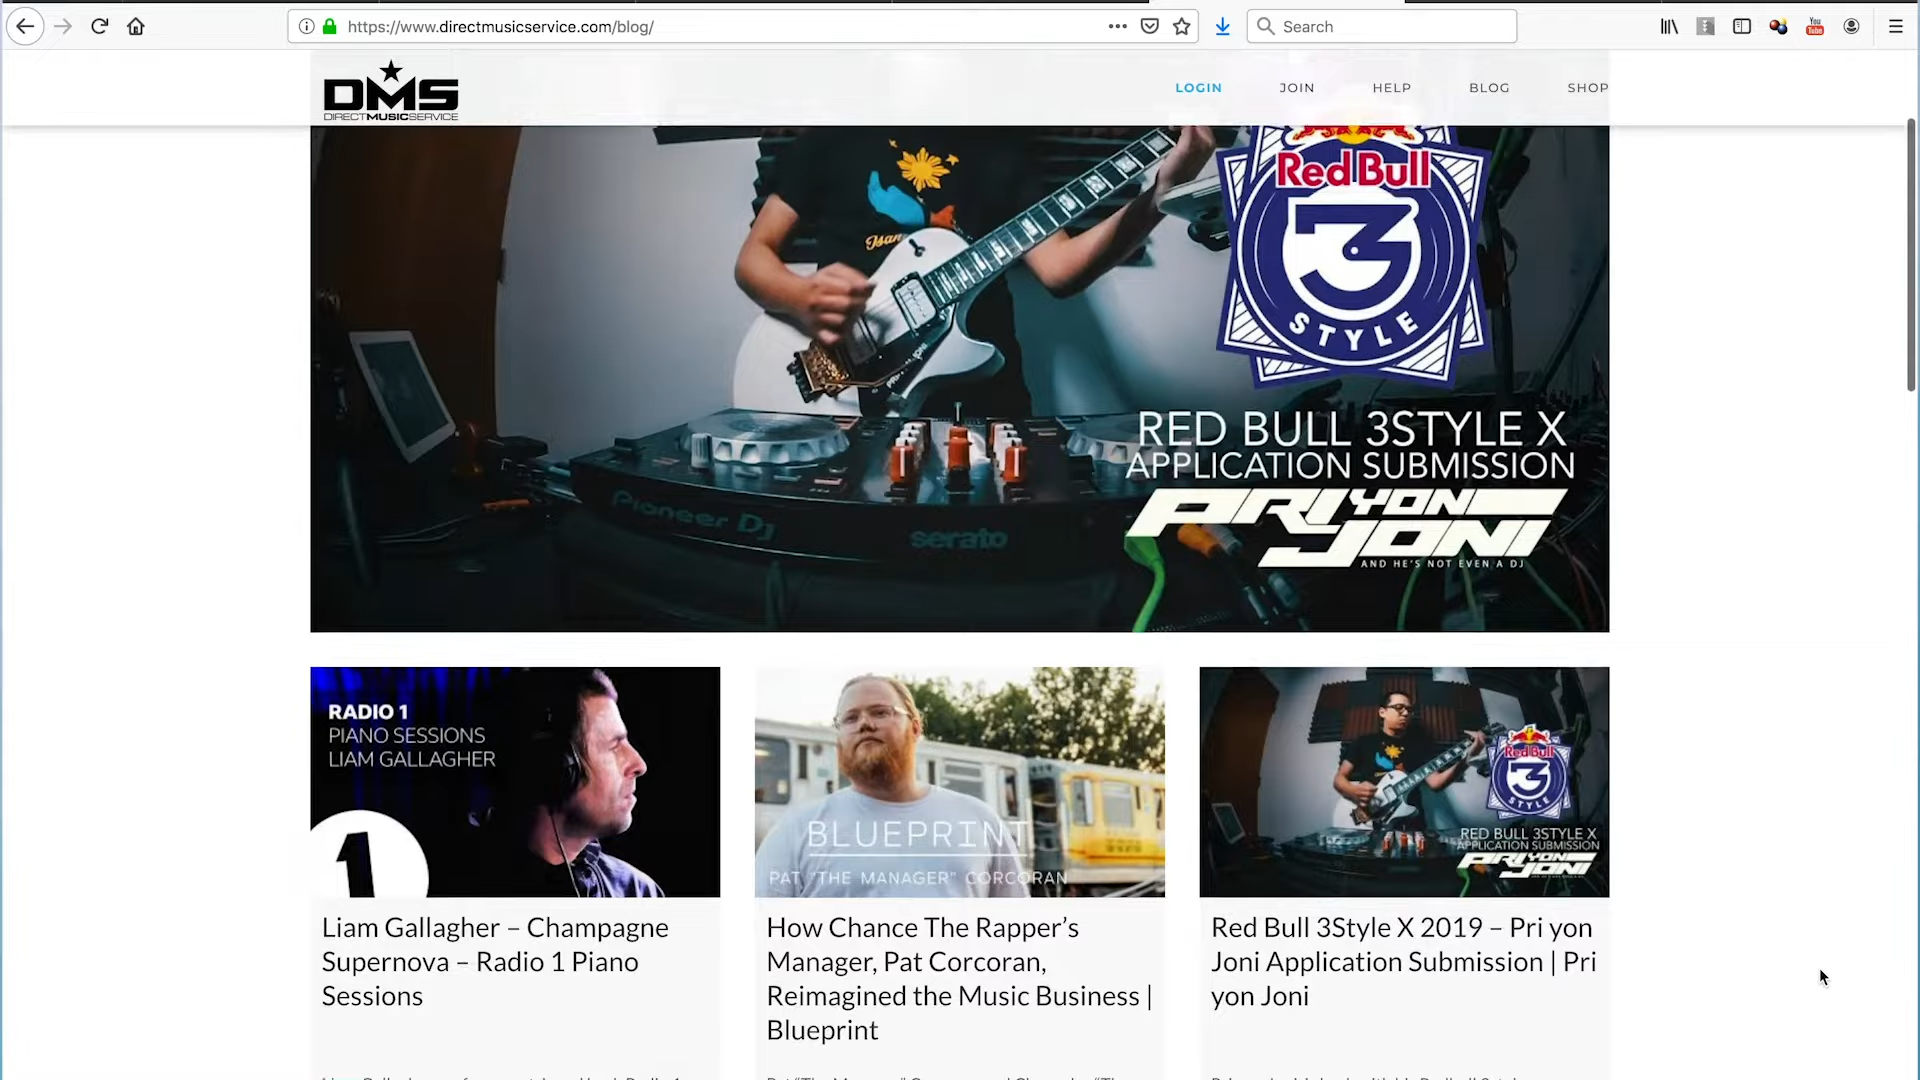 https://www.directmusicservice.com/blog/
Search
You
Tube
DMS
DIRECTMUSICSERVICE
LOGIN
JOIN
HELP
BLOG
SHOP
Red Bull
3
STYLE
RED BULL 3STYLE X
APPLICATION SUBMISSION
PRI YON
JONI
AND HE'S NOT EVEN A DJ
Pioneer Dj
serato
RADIO 1
PIANO SESSIONS
LIAM GALLAGHER
1
BLUEPRINT
PAT "THE MANAGER" CORCORAN
Red Bull
3
STYLE
RED BULL 3STYLE X
APPLICATION SUBMISSION
PRI YON
JONI
Liam Gallagher – Champagne
Supernova – Radio 1 Piano
Sessions
How Chance The Rapper’s
Manager, Pat Corcoran,
Reimagined the Music Business |
Blueprint
Red Bull 3Style X 2019 – Pri yon
Joni Application Submission | Pri
yon Joni